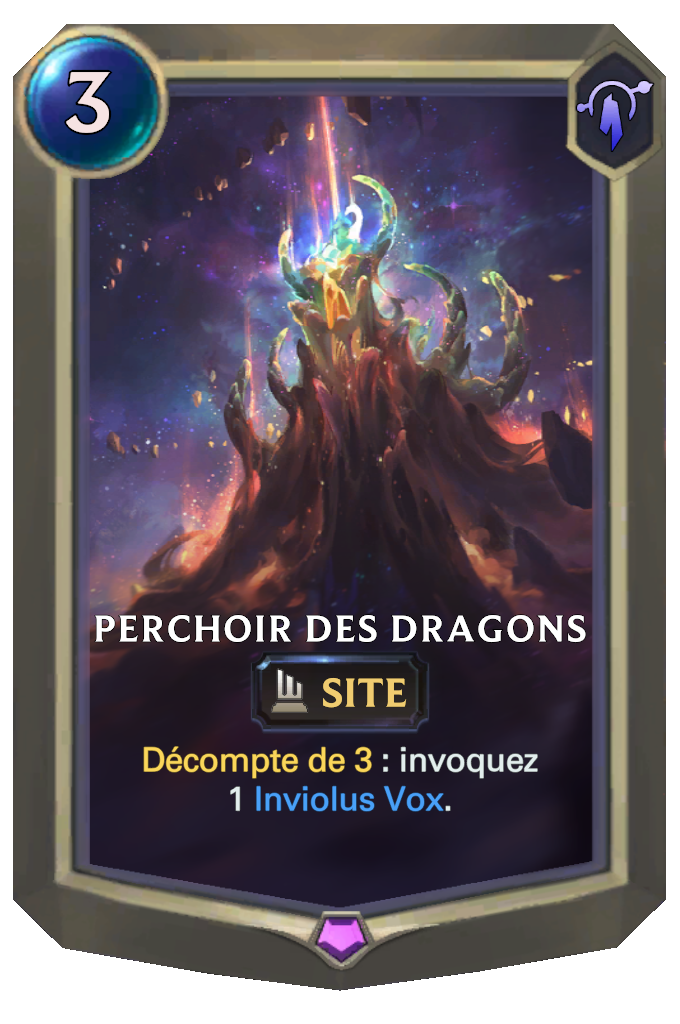 3
PERCHOIR DES DRAGONS
SITE
Décompte de 3 : invoquez
1 Inviolus Vox.